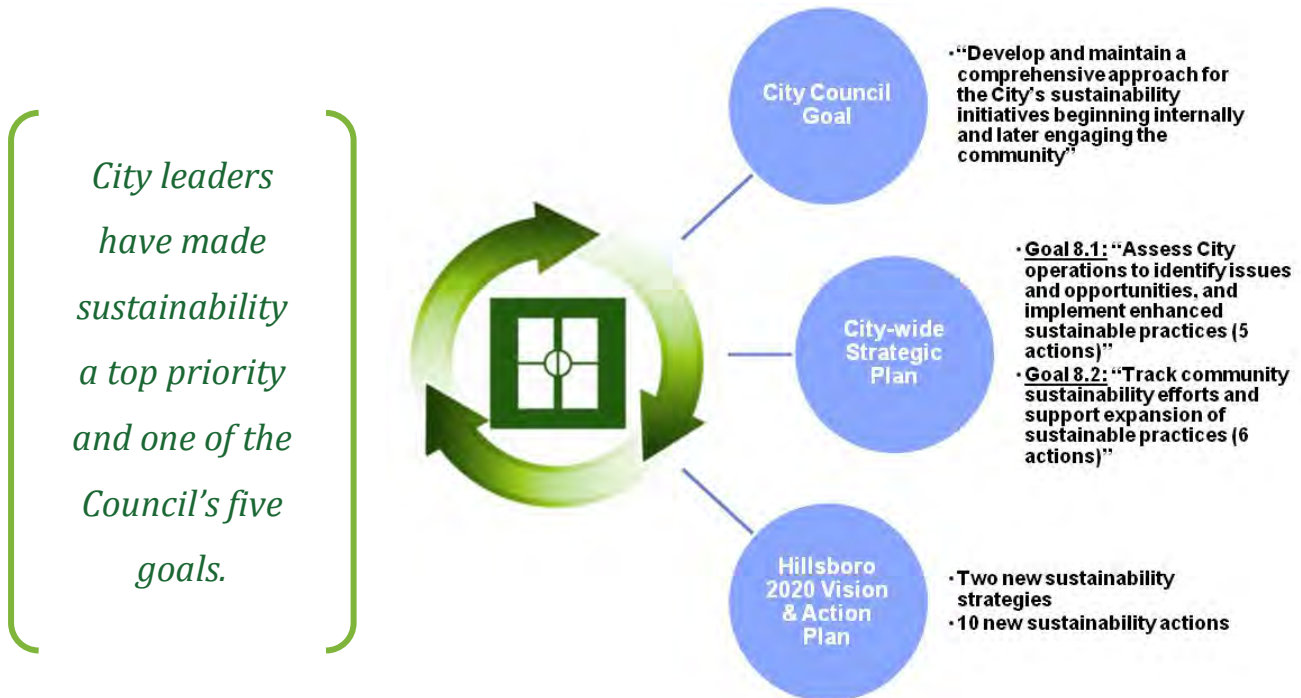 City leaders
have made
sustainability
a top priority
and one of the
Council's five
goals.
City Council
Goal
•"Develop and maintain a
comprehensive approach for
the City's sustainability
initiatives beginning internally
and later engaging the
community"
City-wide
Strategic
Plan
•Goal 8.1: "Assess City
operations to identify issues
and opportunities, and
implement enhanced
sustainable practices (5
actions)"
•Goal 8.2: "Track community
sustainability efforts and
support expansion of
sustainable practices (6
actions)"
Hillsboro
2020 Vision
& Action
Plan
•Two new sustainability
strategies
•10 new sustainability actions